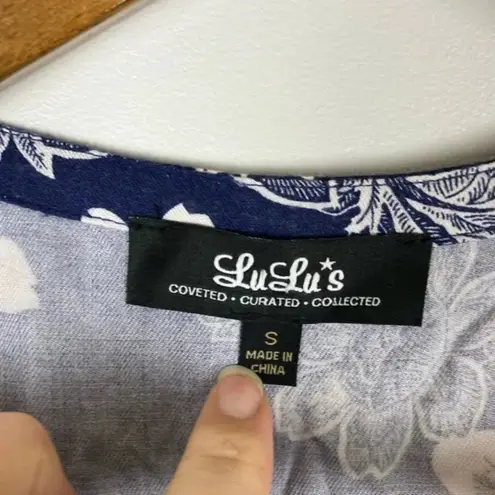 LuLu's
COVETED • CURATED • COLLECTED
S
MADE IN
CHINA